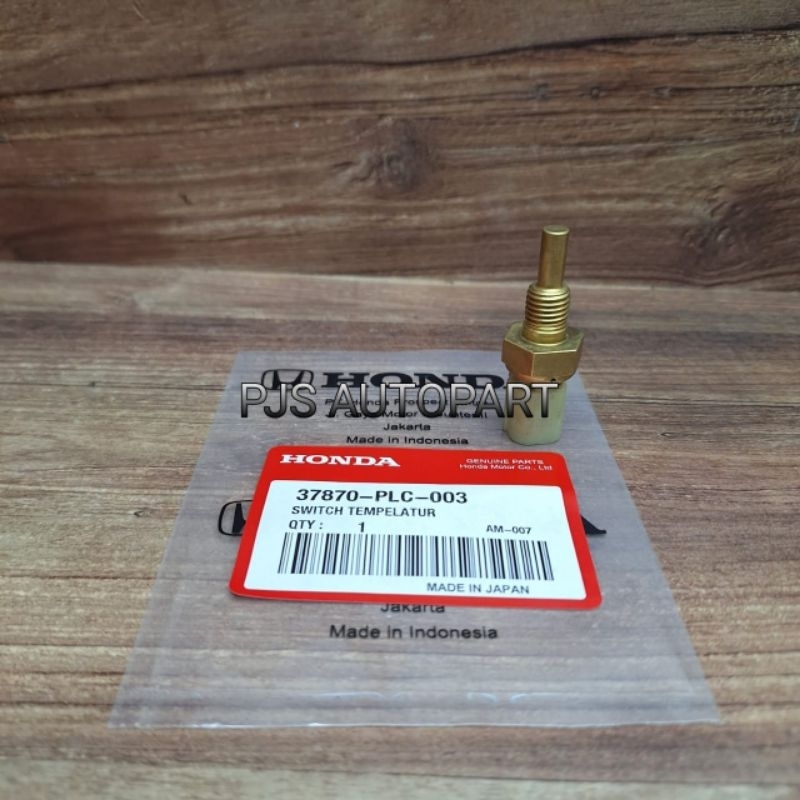 HONDA
PJS AUTOPART
Jakarta
Made in Indonesia
HONDA
GENUINE PARTS
Honda Motor Co., Ltd.
37870-PLC-003
SWITCH TEMPELATUR
QTY : 1
AM-007
MADE IN JAPAN
Jakarta
Made in Indonesia